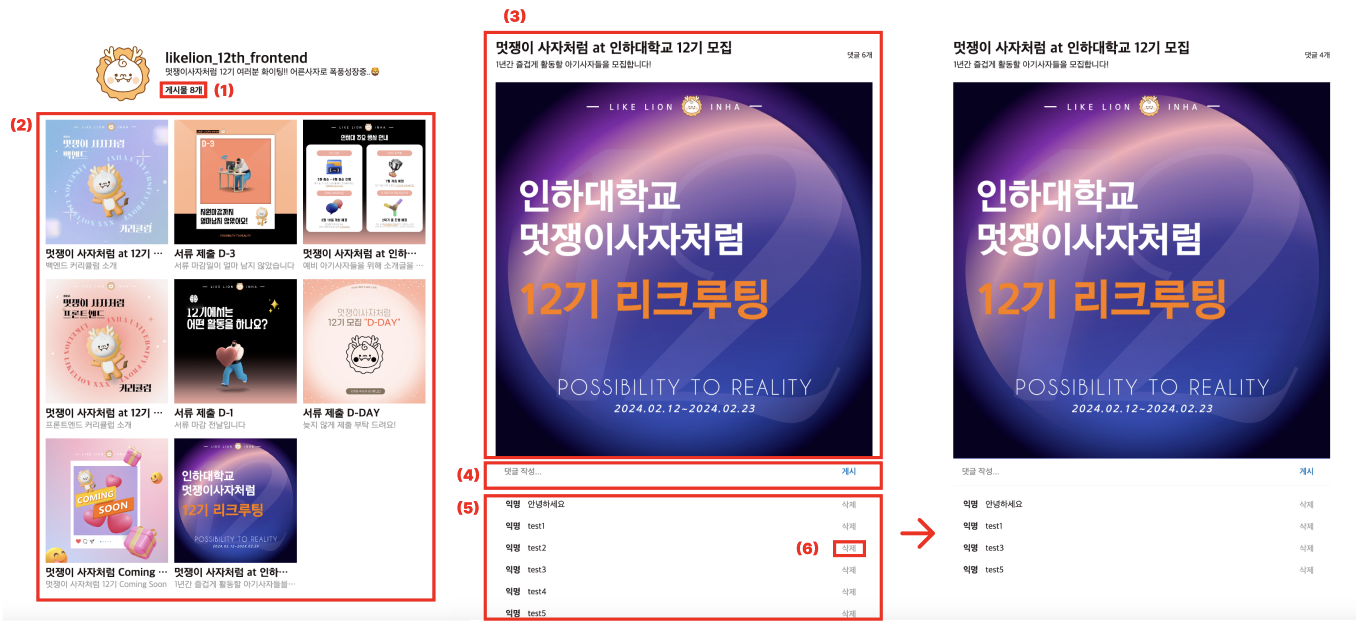 likelion_12th_frontend
멋쟁이사자처럼 12기 여러분 화이팅!! 어른사자로 폭풍성장중..🦁
게시물 8개
(1)
(2)
LIKE LION INHA
멋쟁이 사자처럼
백엔드
INHA UNIVERSITY
커리큘럼
멋쟁이 사자처럼 at 12기 ···
백엔드 커리큘럼 소개
D-3
지원마감까지
얼마남지 않았어요!
POSSIBILITY TO REALITY
서류 제출 D-3
서류 마감일이 얼마 남지 않았습니다
LIKE LION INHA
멋쟁이 사자처럼 at 인하···
예비 아기사자들을 위해 소개글을 ···
멋쟁이 사자처럼
프론트엔드
INHA UNIVERSITY
커리큘럼
멋쟁이 사자처럼 at 12기 ···
프론트엔드 커리큘럼 소개
12기에서는
어떤 활동을 하나요?
서류 제출 D-1
서류 마감 전날입니다
멋쟁이사자처럼
12기 모집 "D-DAY"
서류 제출 D-DAY
늦지 않게 제출 부탁 드려요!
COMING
SOON
멋쟁이 사자처럼 Coming ···
멋쟁이 사자처럼 12기 Coming Soon
LIKE LION INHA
인하대학교
멋쟁이사자처럼
12기 리크루팅
POSSIBILITY TO REALITY
2024.02.12~2024.02.23
멋쟁이 사자처럼 at 인하···
1년간 즐겁게 활동할 아기사자들을···
(3)
멋쟁이 사자처럼 at 인하대학교 12기 모집
1년간 즐겁게 활동할 아기사자들을 모집합니다!
댓글 6개
LIKE LION INHA
인하대학교
멋쟁이사자처럼
12기 리크루팅
POSSIBILITY TO REALITY
2024.02.12~2024.02.23
(4)
댓글 작성... 게시
(5)
익명 안녕하세요 삭제
익명 test1 삭제
익명 test2 (6) 삭제
익명 test3 삭제
익명 test4 삭제
익명 test5 삭제
멋쟁이 사자처럼 at 인하대학교 12기 모집
1년간 즐겁게 활동할 아기사자들을 모집합니다!
댓글 4개
LIKE LION INHA
인하대학교
멋쟁이사자처럼
12기 리크루팅
POSSIBILITY TO REALITY
2024.02.12~2024.02.23
댓글 작성... 게시
익명 안녕하세요 삭제
익명 test1 삭제
익명 test3 삭제
익명 test5 삭제